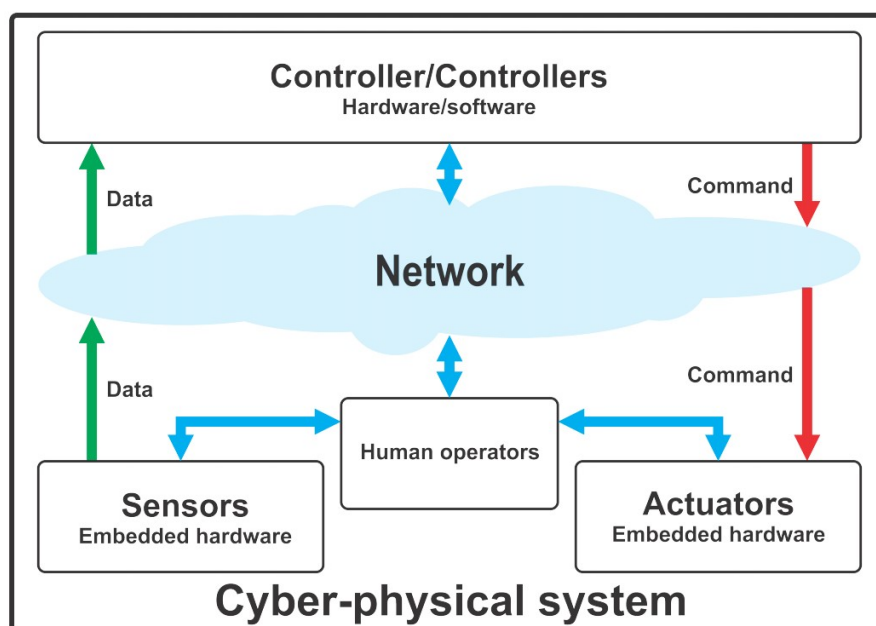 Controller/Controllers
Hardware/software
Data
Command
Network
Data
Command
Human operators
Sensors
Embedded hardware
Actuators
Embedded hardware
Cyber-physical system